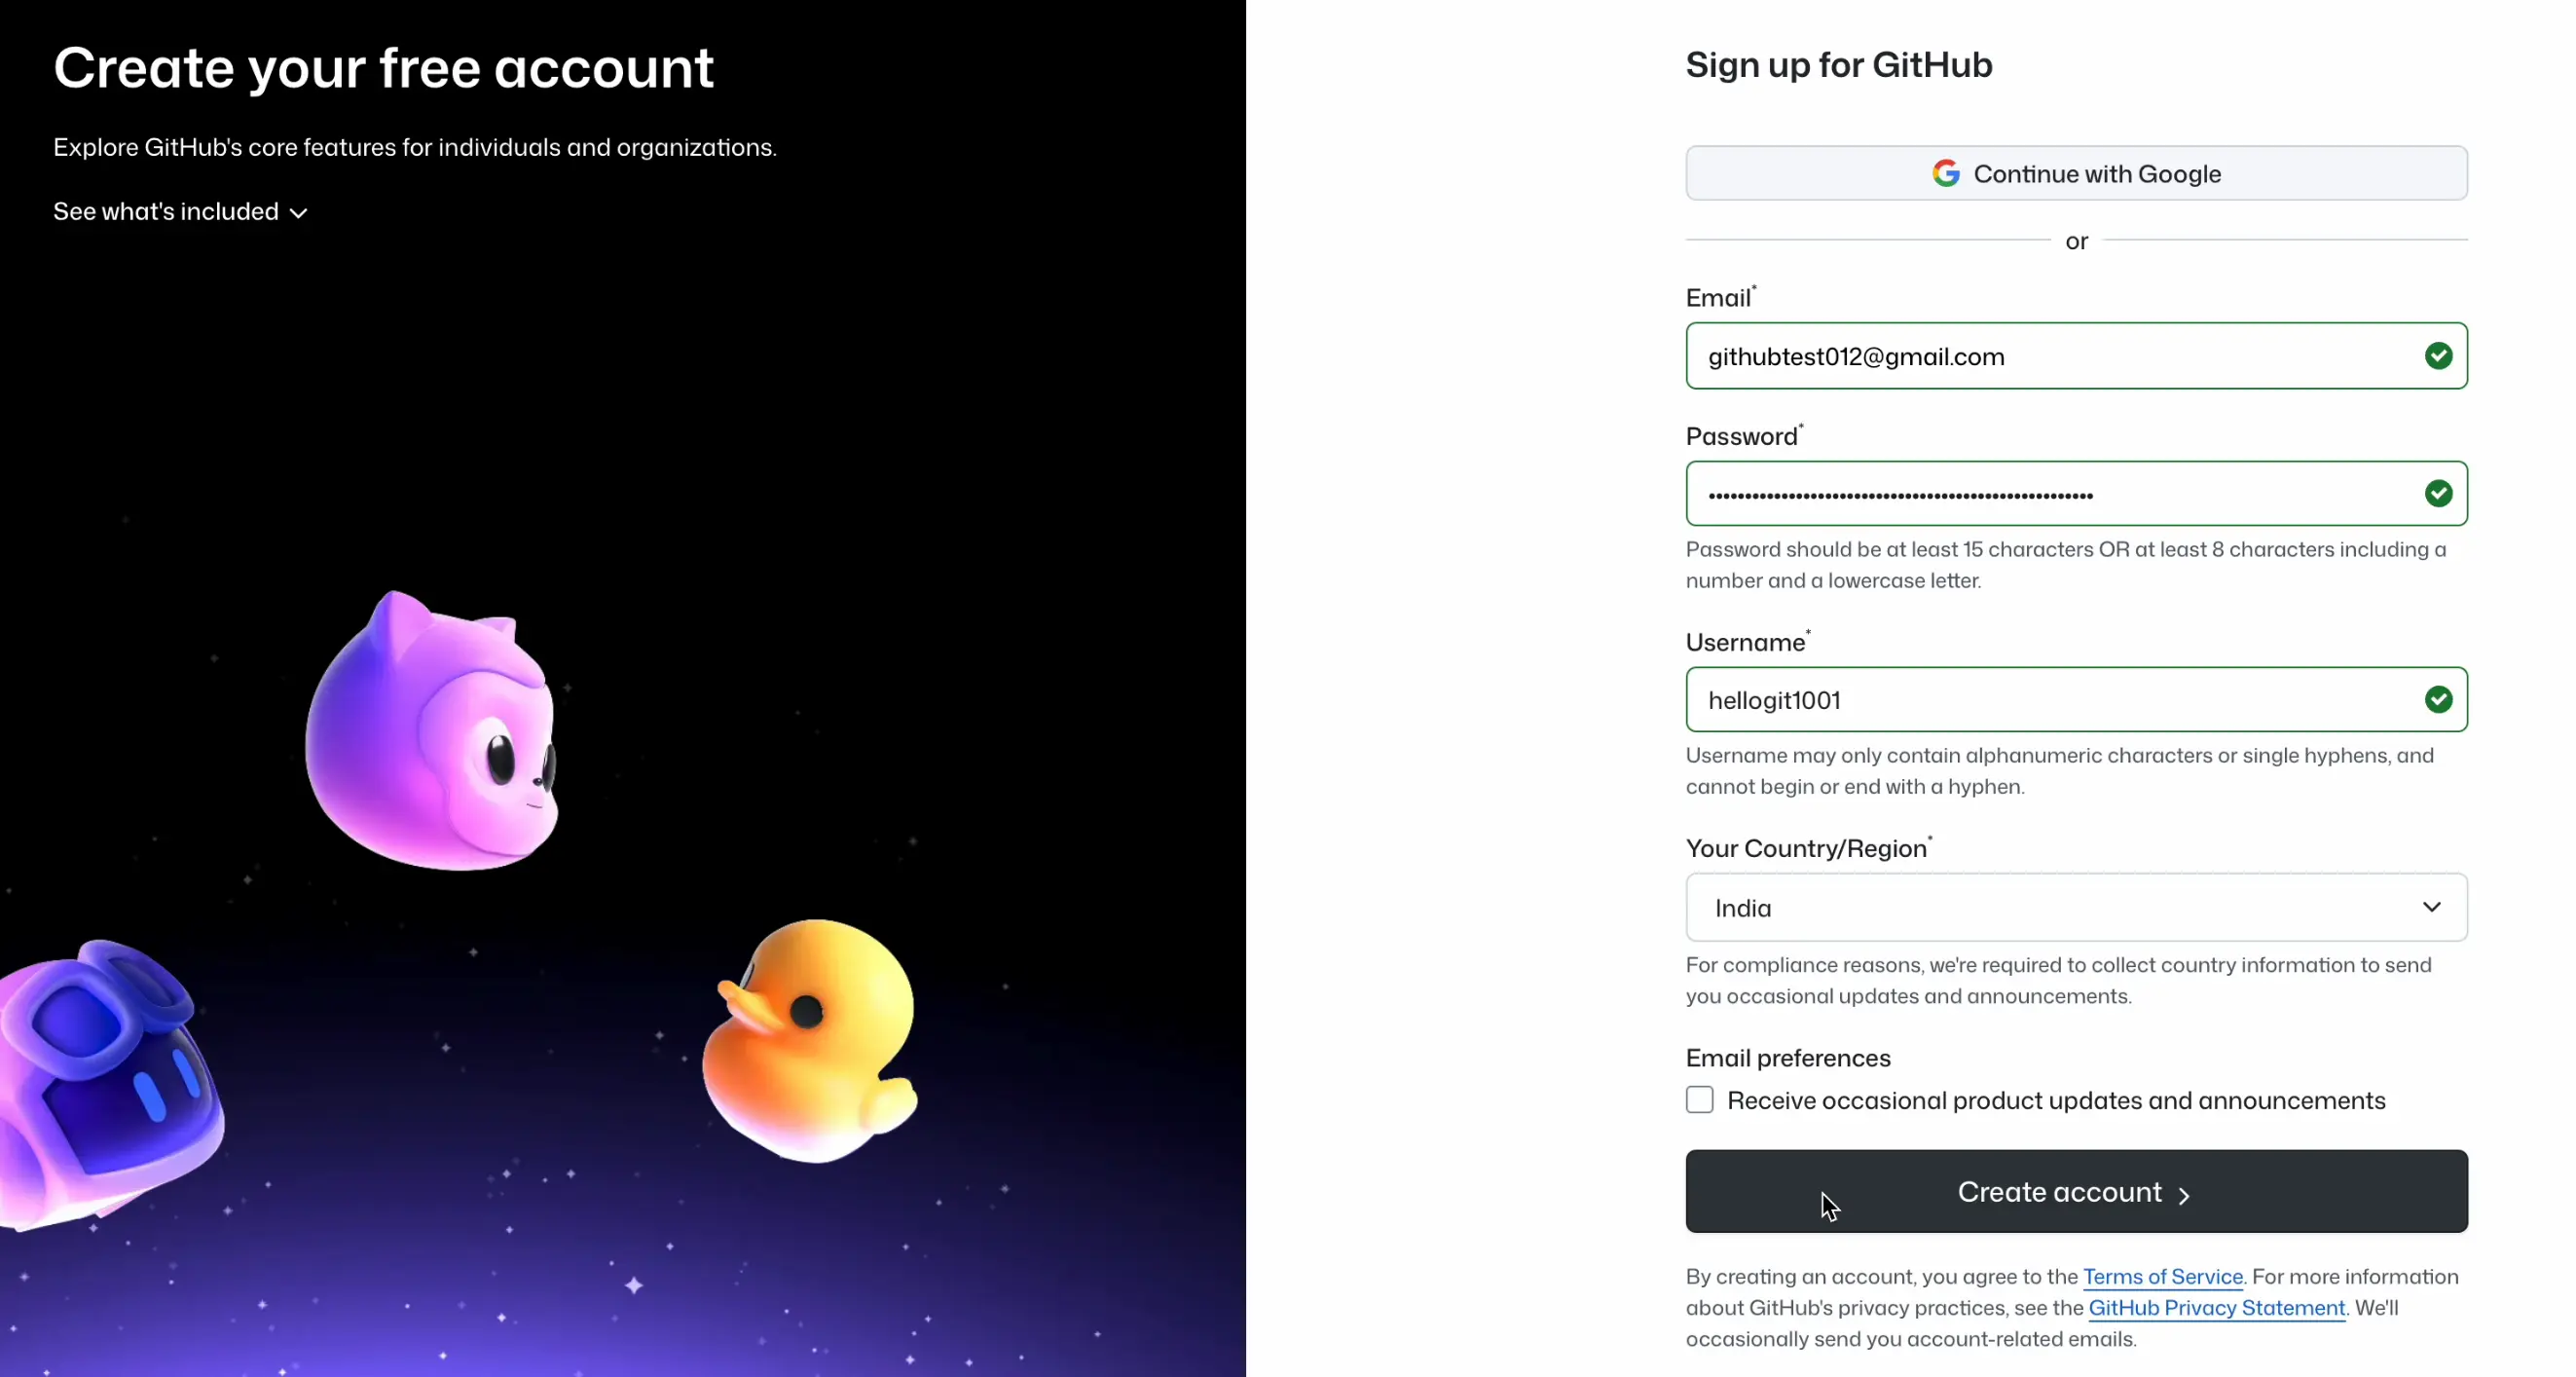 Create your free account
Explore GitHub's core features for individuals and organizations.
See what's included
Sign up for GitHub
Continue with Google
or
Email*
githubtest012@gmail.com
Password*
Password should be at least 15 characters OR at least 8 characters including a
number and a lowercase letter.
Username*
hellogit1001
Username may only contain alphanumeric characters or single hyphens, and
cannot begin or end with a hyphen.
Your Country/Region*
India
For compliance reasons, we're required to collect country information to send
you occasional updates and announcements.
Email preferences
Receive occasional product updates and announcements
Create account
By creating an account, you agree to the Terms of Service. For more information
about GitHub's privacy practices, see the GitHub Privacy Statement. We'll
occasionally send you account-related emails.